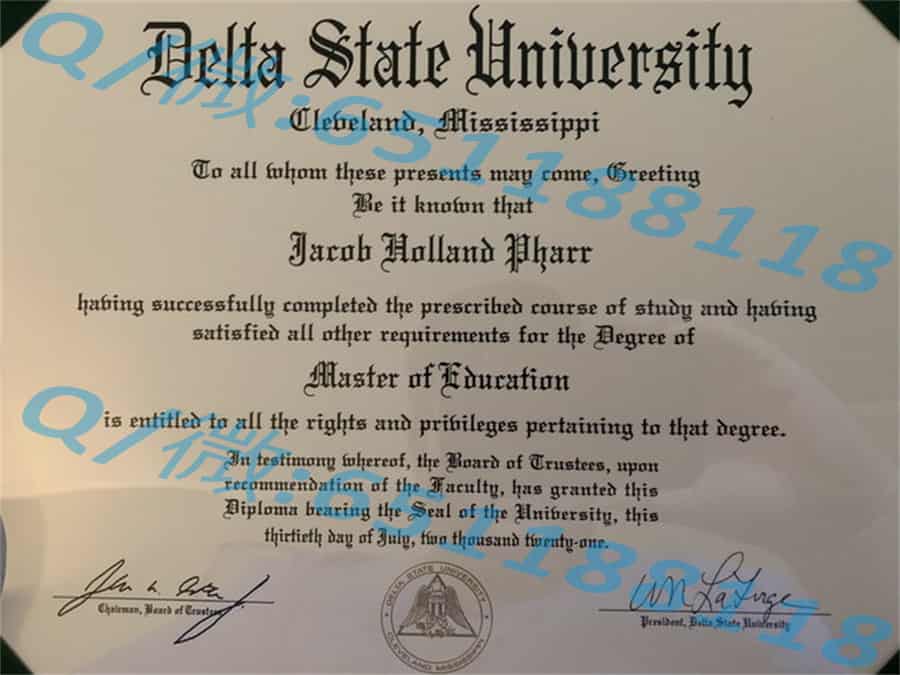 Delta State University
Cleveland, Mississippi
To all whom these presents may come, Greeting
Be it known that
Jacob Holland Pharr
having successfully completed the prescribed course of study and having
satisfied all other requirements for the Degree of
Master of Education
is entitled to all the rights and privileges pertaining to that degree.
In testimony whereof, the Board of Trustees, upon
recommendation of the Faculty, has granted this
Diploma bearing the Seal of the University, this
thirtieth day of July, two thousand twenty-one.
Chairman, Board of Trustees
DELTA STATE UNIVERSITY
CLEVELAND MISSISSIPPI
Wm LaForge
President, Delta State University
Q/微:651188118
Q/微:651188118